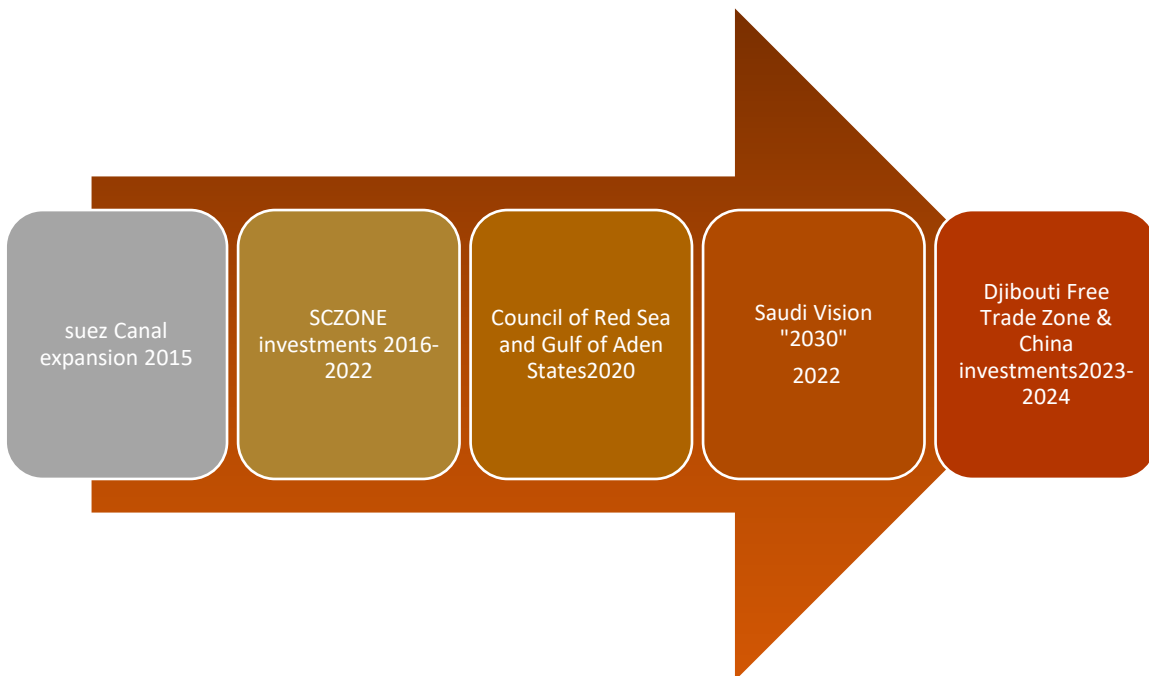 suez Canal
expansion 2015
SCZONE
investments 2016-
2022
Council of Red Sea
and Gulf of Aden
States2020
Saudi Vision
"2030"
2022
Djibouti Free
Trade Zone &
China
investments2023-
2024